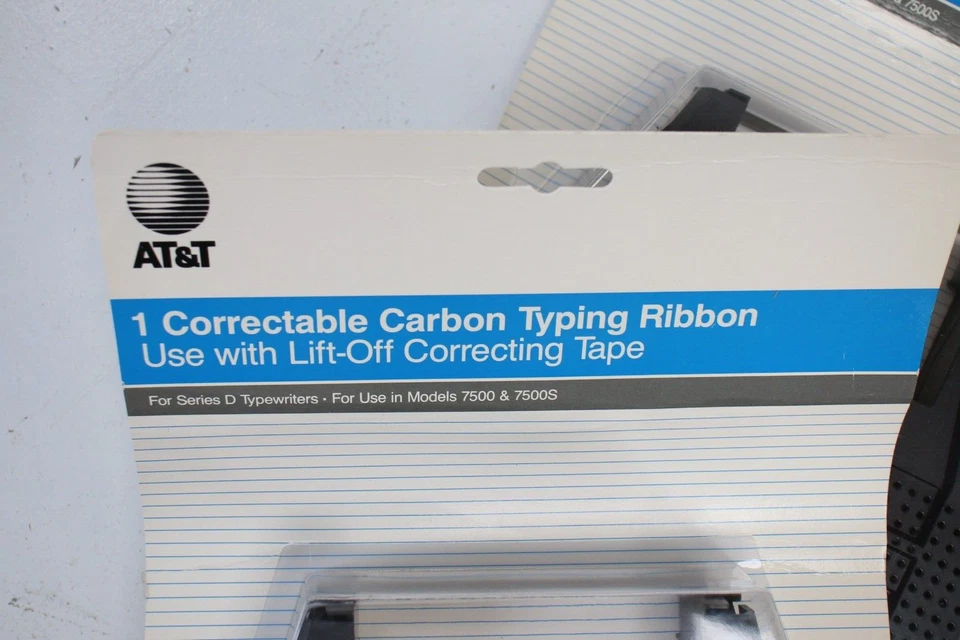 & 7500S
AT&T
1 Correctable Carbon Typing Ribbon
Use with Lift-Off Correcting Tape
For Series D Typewriters • For Use in Models 7500 & 7500S